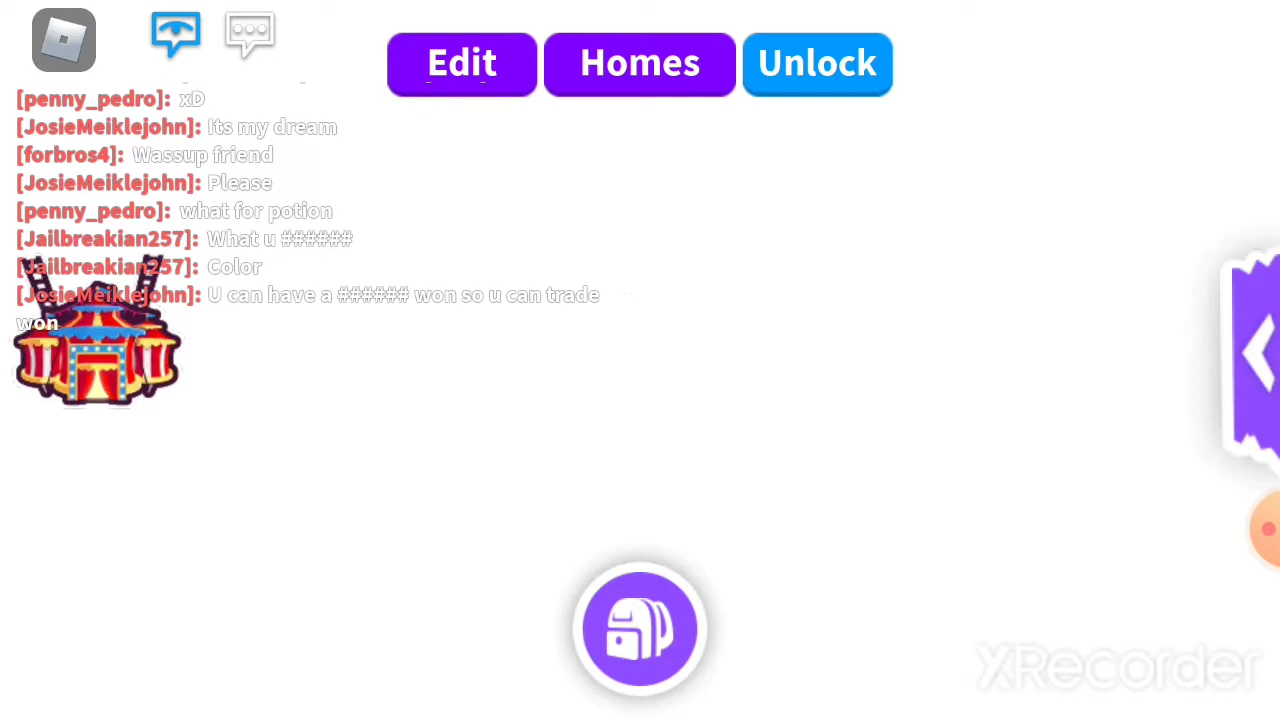 Edit Homes Unlock
[penny_pedro]: xD
[JosieMeiklejohn]: Its my dream
[forbros4]: Wassup friend
[JosieMeiklejohn]: Please
[penny_pedro]: what for potion
[Jailbreakian257]: What u ######
[Jailbreakian257]: Color
[JosieMeiklejohn]: U can have a ###### won so u can trade
won
XRecorder